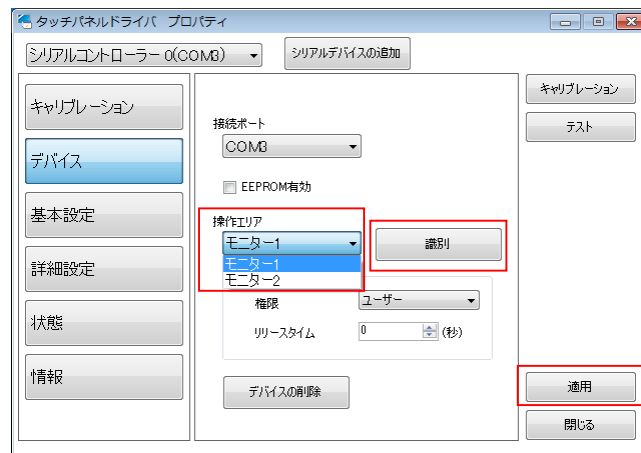 タッチパネルドライバ プロパティ
シリアルコントローラー 0(COM3)
シリアルデバイスの追加
キャリブレーション
デバイス
基本設定
詳細設定
状態
情報
接続ポート
COM3
EEPROM有効
操作エリア
モニター1
識別
モニター1
モニター2
権限
ユーザー
リリースタイム
0
(秒)
デバイスの削除
キャリブレーション
テスト
適用
閉じる